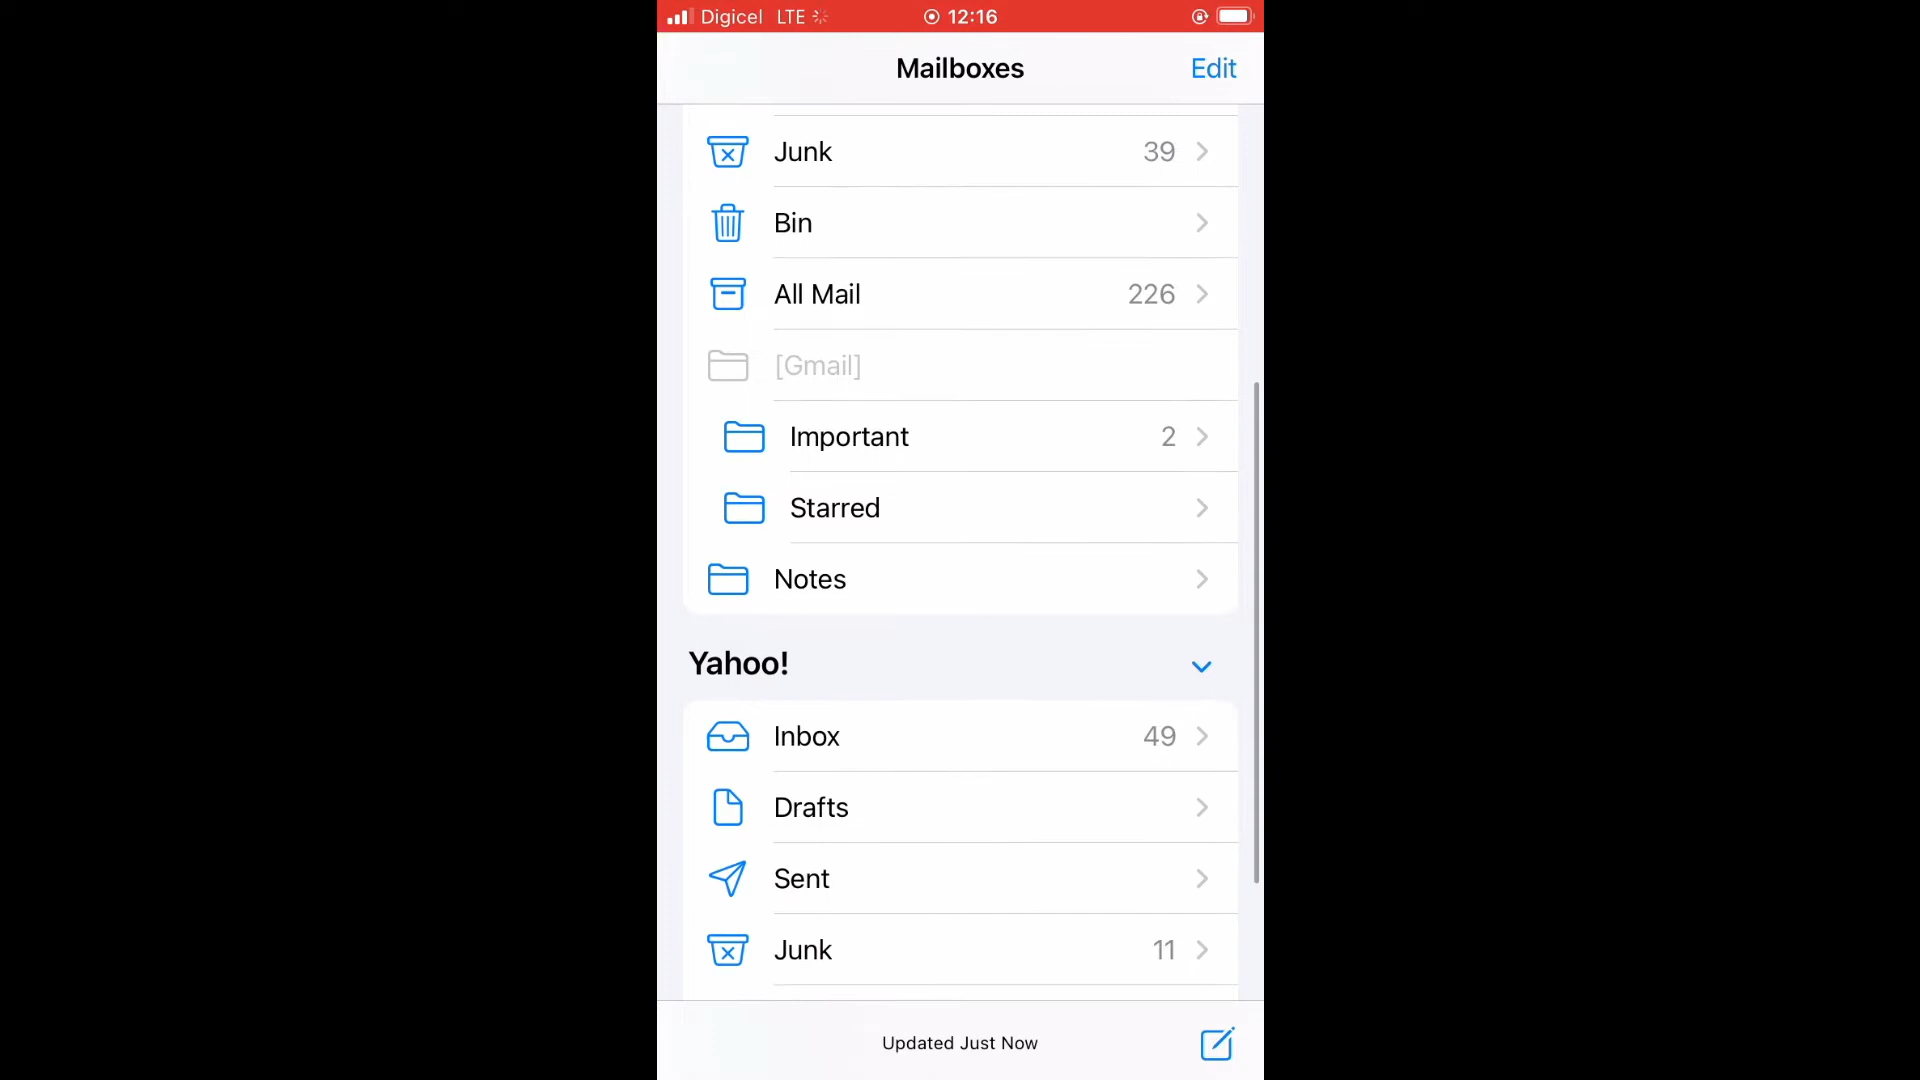 Digicel LTE 12:16
Mailboxes Edit
Junk 39
Bin
All Mail 226
[Gmail]
Important 2
Starred
Notes
Yahoo!
Inbox 49
Drafts
Sent
Junk 11
Updated Just Now